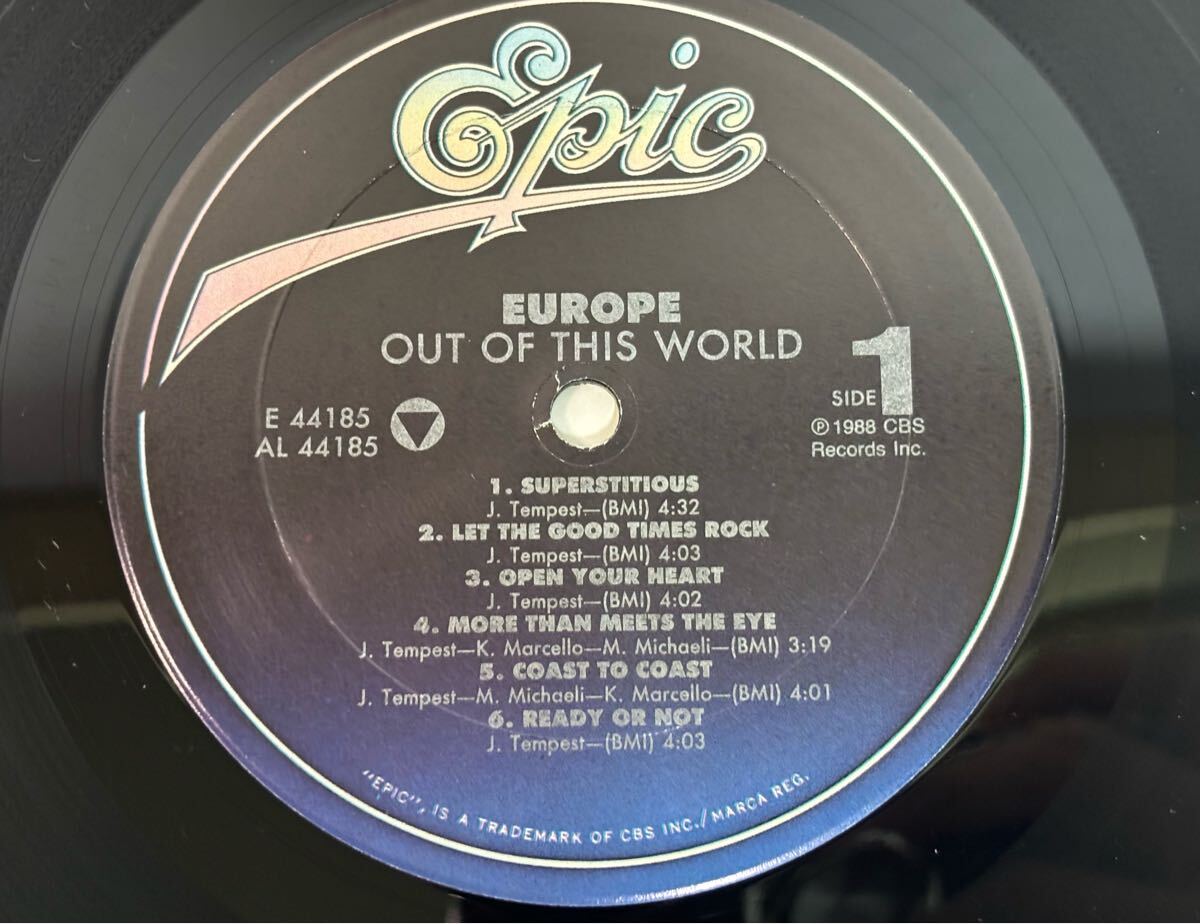 Epic
EUROPE
OUT OF THIS WORLD
SIDE 1
E 44185
AL 44185
℗ 1988 CBS
Records Inc.
1. SUPERSTITIOUS
J. Tempest—(BMI) 4:32
2. LET THE GOOD TIMES ROCK
J. Tempest—(BMI) 4:03
3. OPEN YOUR HEART
J. Tempest—(BMI) 4:02
4. MORE THAN MEETS THE EYE
J. Tempest—K. Marcello—M. Michaeli—(BMI) 3:19
5. COAST TO COAST
J. Tempest—M. Michaeli—K. Marcello—(BMI) 4:01
6. READY OR NOT
J. Tempest—(BMI) 4:03
"EPIC", IS A TRADEMARK OF CBS INC./MARCA REG.